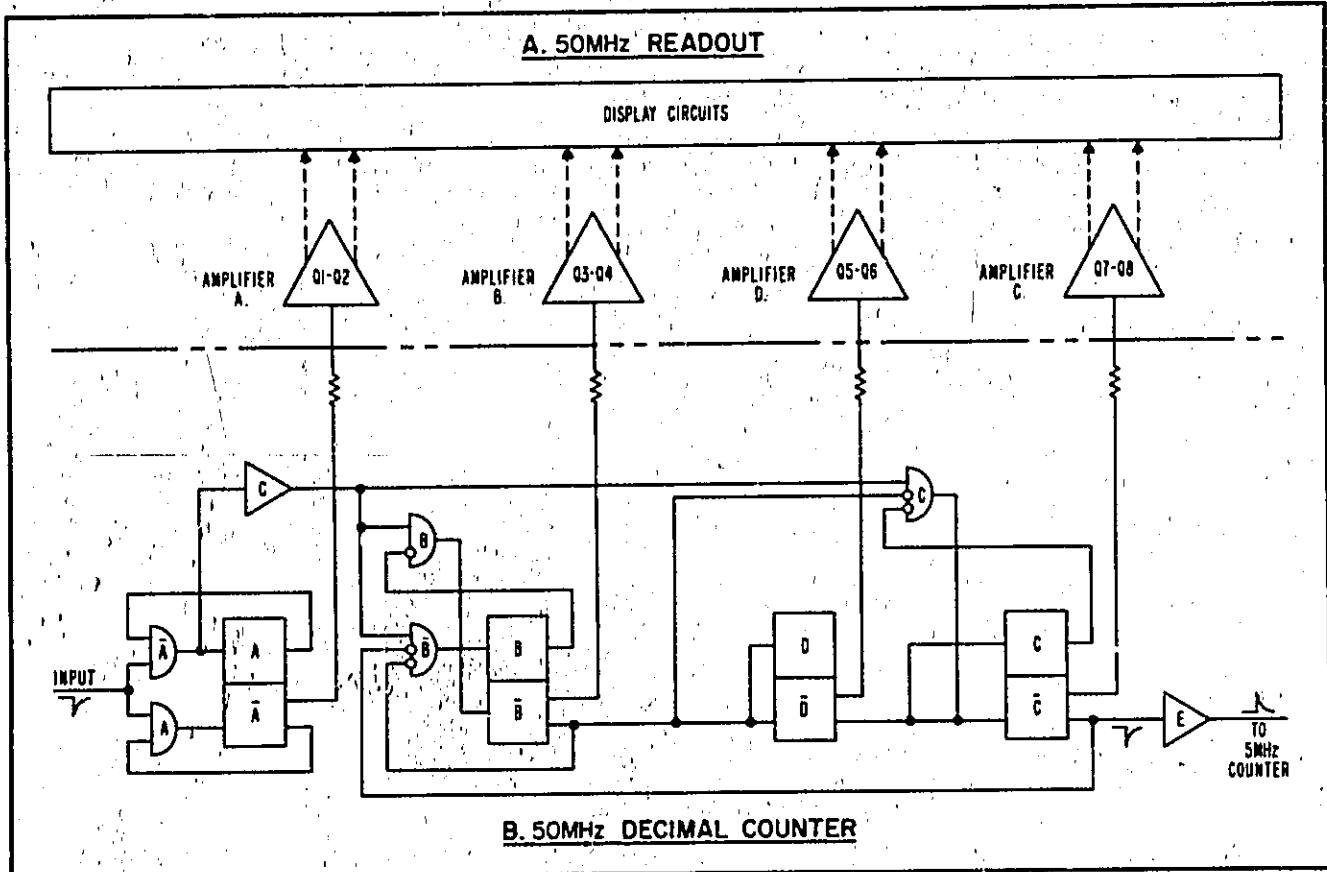 A. 50MHz READOUT
DISPLAY CIRCUITS
AMPLIFIER
A.
Q1-Q2
AMPLIFIER
B.
Q3-Q4
AMPLIFIER
D.
Q5-Q6
AMPLIFIER
C.
Q7-Q8
C
C
B
INPUT
A̅
A
B̅
B
D
C
A
A̅
B̅
D̅
C̅
E
TO
5MHz
COUNTER
B. 50MHz DECIMAL COUNTER